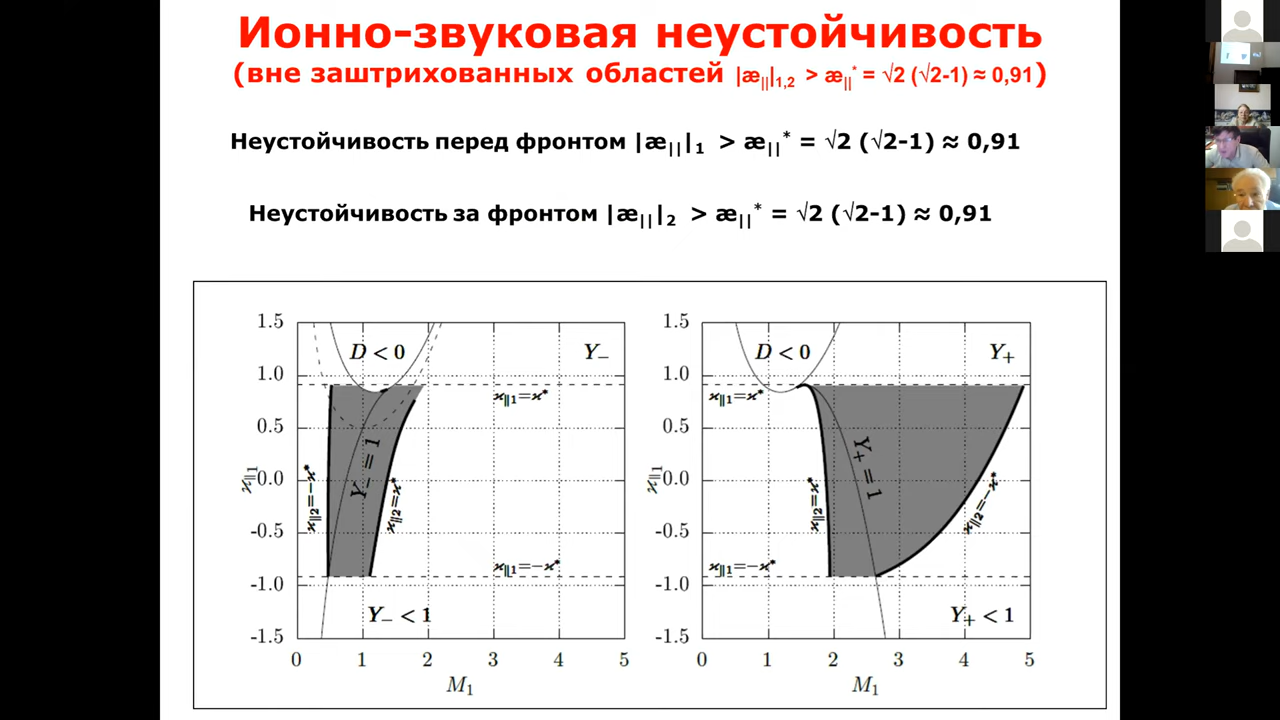 Ионно-звуковая неустойчивость
(вне заштрихованных областей |æ|||1,2 > æ||* = √2 (√2-1) ≈ 0,91)
Неустойчивость перед фронтом |æ|||1 > æ||* = √2 (√2-1) ≈ 0,91
Неустойчивость за фронтом |æ|||2 > æ||* = √2 (√2-1) ≈ 0,91
1.5
1.0
0.5
0.0
-0.5
-1.0
-1.5
ϰ∥1
D < 0
Y−
ϰ∥1=ϰ*
Y− = 1
ϰ∥2=−ϰ*
ϰ∥2=ϰ*
ϰ∥1=−ϰ*
Y− < 1
0 1 2 3 4 5
M1
1.5
1.0
0.5
0.0
-0.5
-1.0
-1.5
ϰ∥1
D < 0
Y+
ϰ∥1=ϰ*
Y+ = 1
ϰ∥2=ϰ*
ϰ∥2=−ϰ*
ϰ∥1=−ϰ*
Y+ < 1
0 1 2 3 4 5
M1